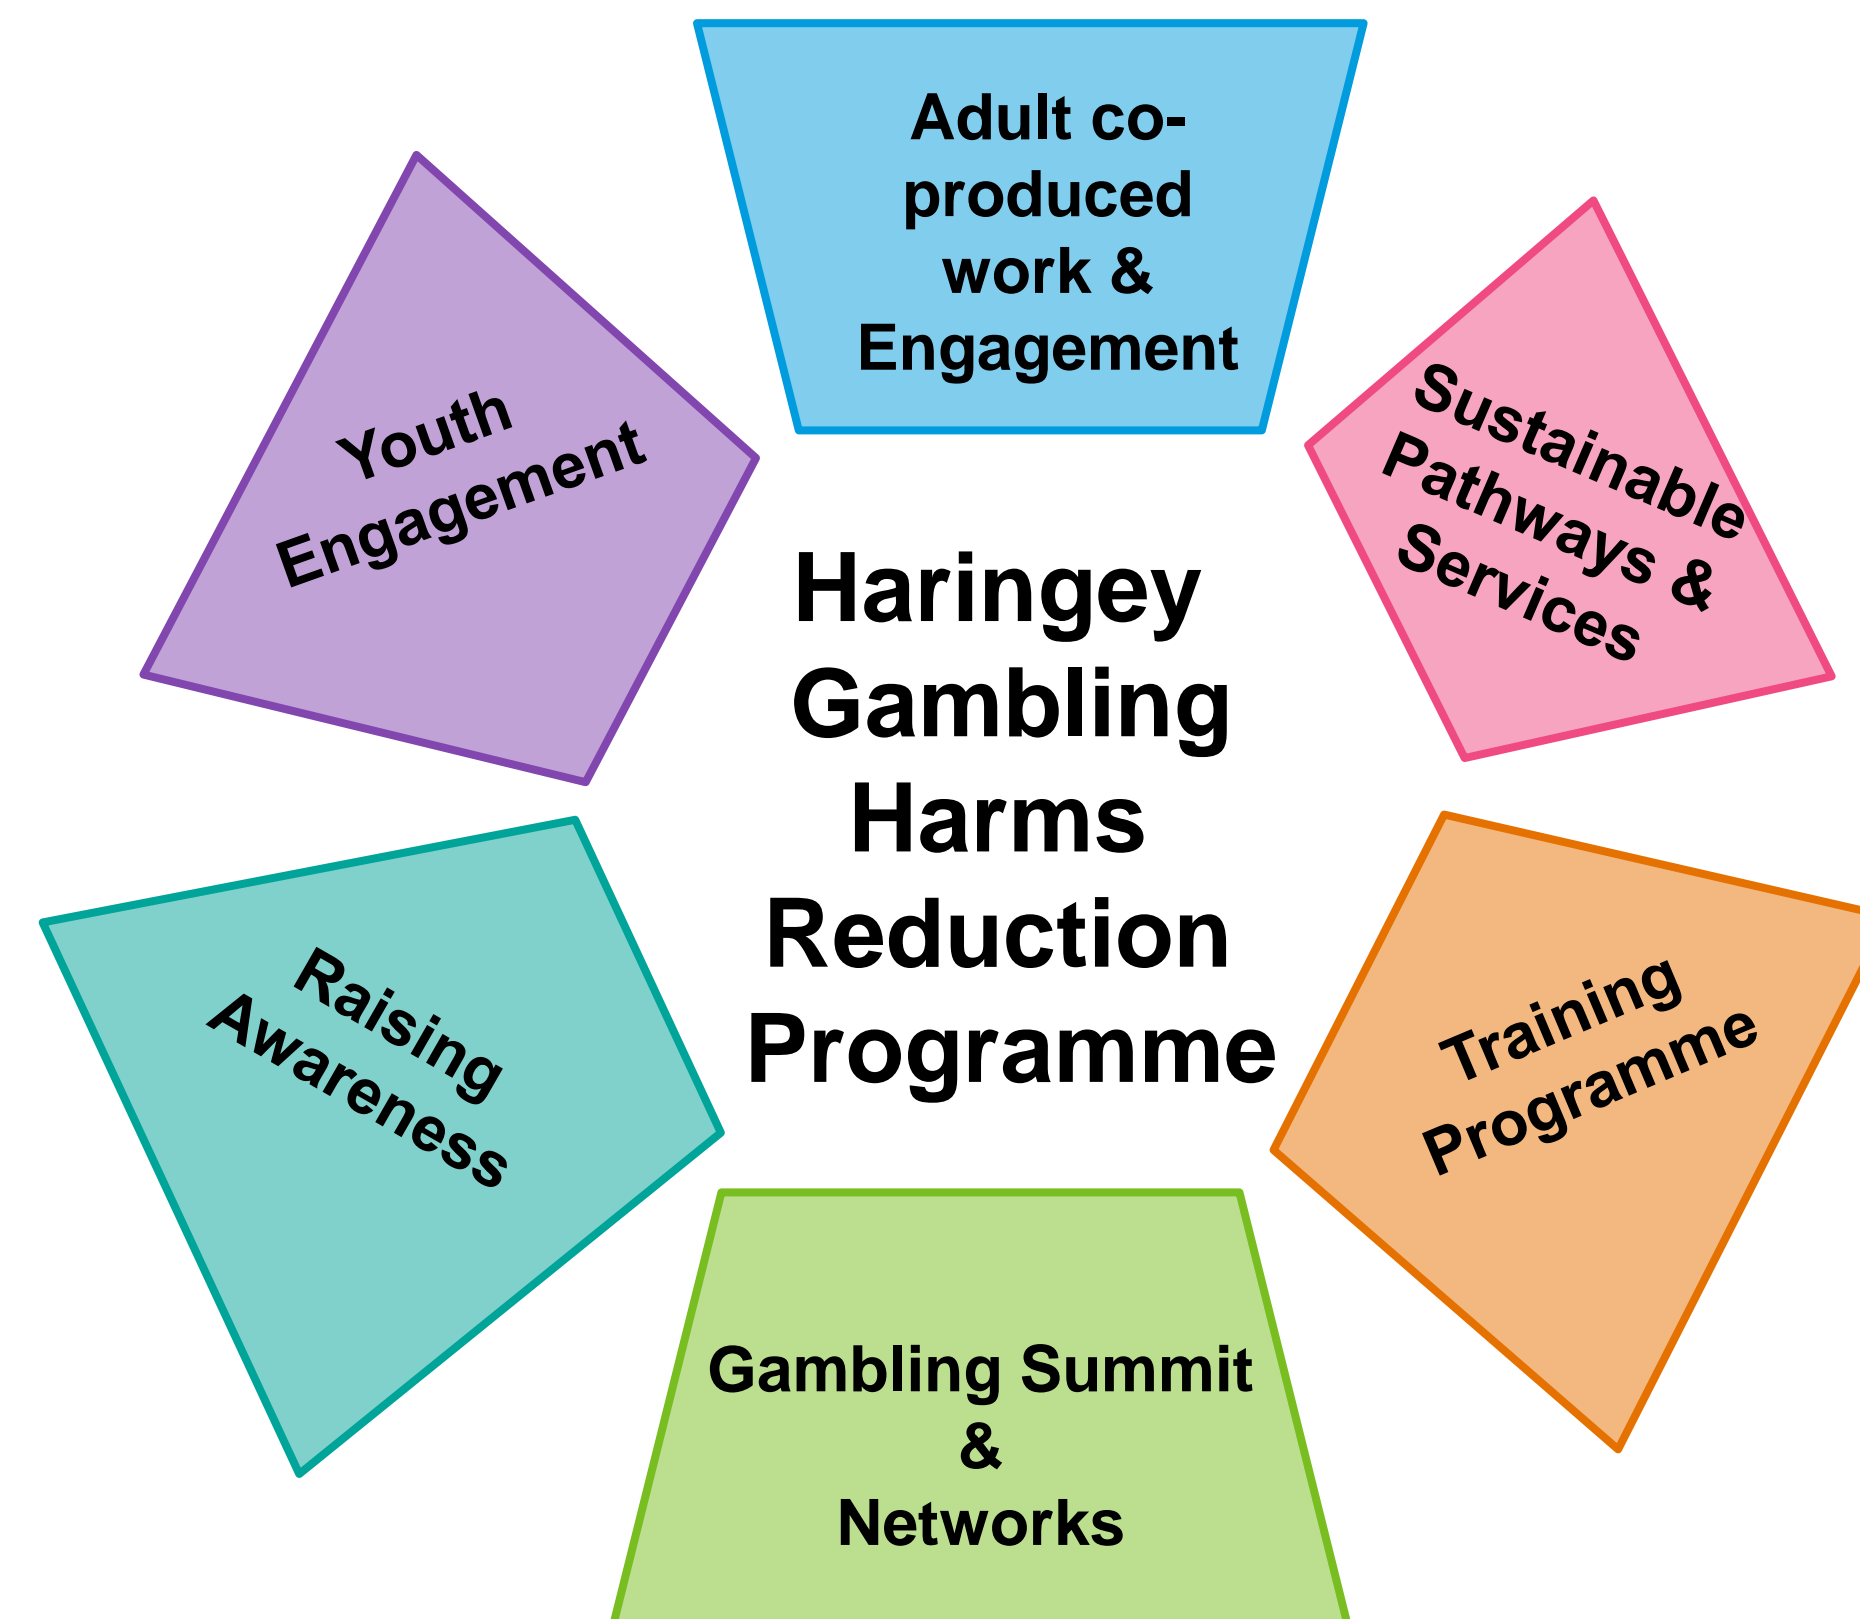 Adult co-
produced
work &
Engagement
Sustainable
Pathways &
Services
Training
Programme
Gambling Summit
&
Networks
Raising
Awareness
Youth
Engagement
Haringey
Gambling
Harms
Reduction
Programme